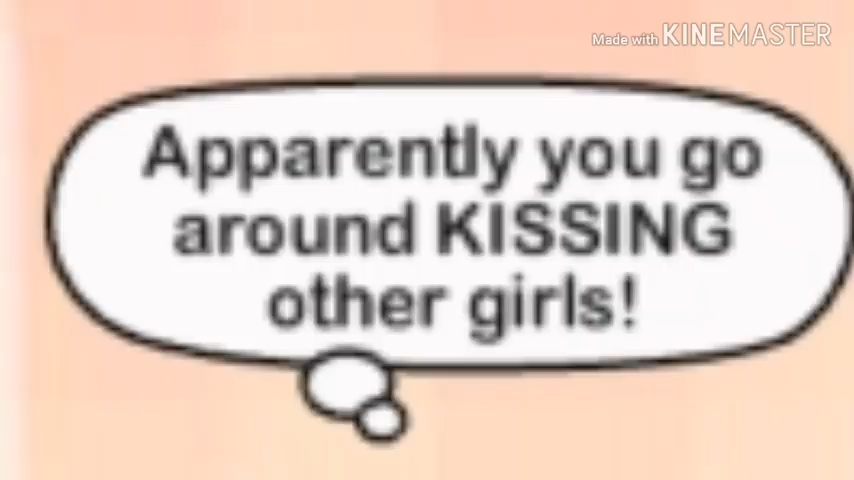 Made with KINEMASTER
Apparently you go
around KISSING
other girls!